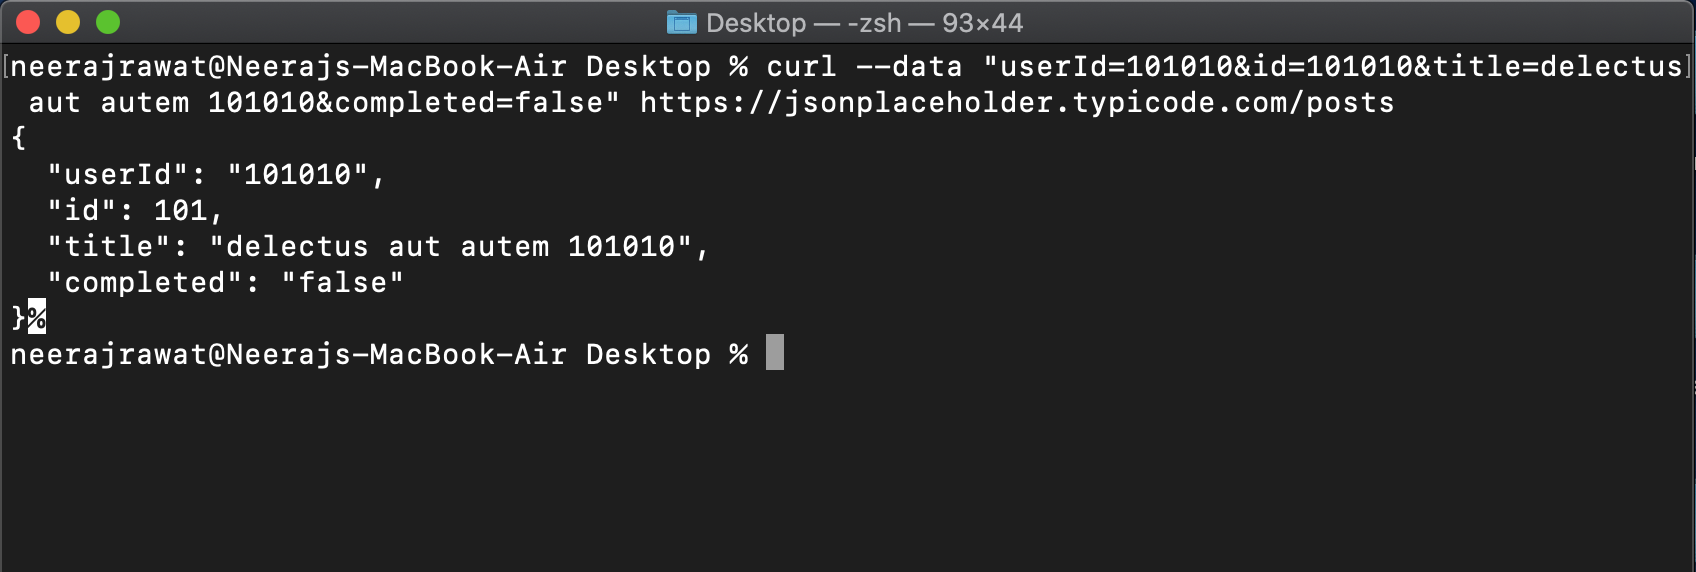 Desktop — -zsh — 93×44
[neerajrawat@Neerajs-MacBook-Air Desktop % curl --data "userId=101010&id=101010&title=delectus]
 aut autem 101010&completed=false" https://jsonplaceholder.typicode.com/posts
{
  "userId": "101010",
  "id": 101,
  "title": "delectus aut autem 101010",
  "completed": "false"
}%
neerajrawat@Neerajs-MacBook-Air Desktop %